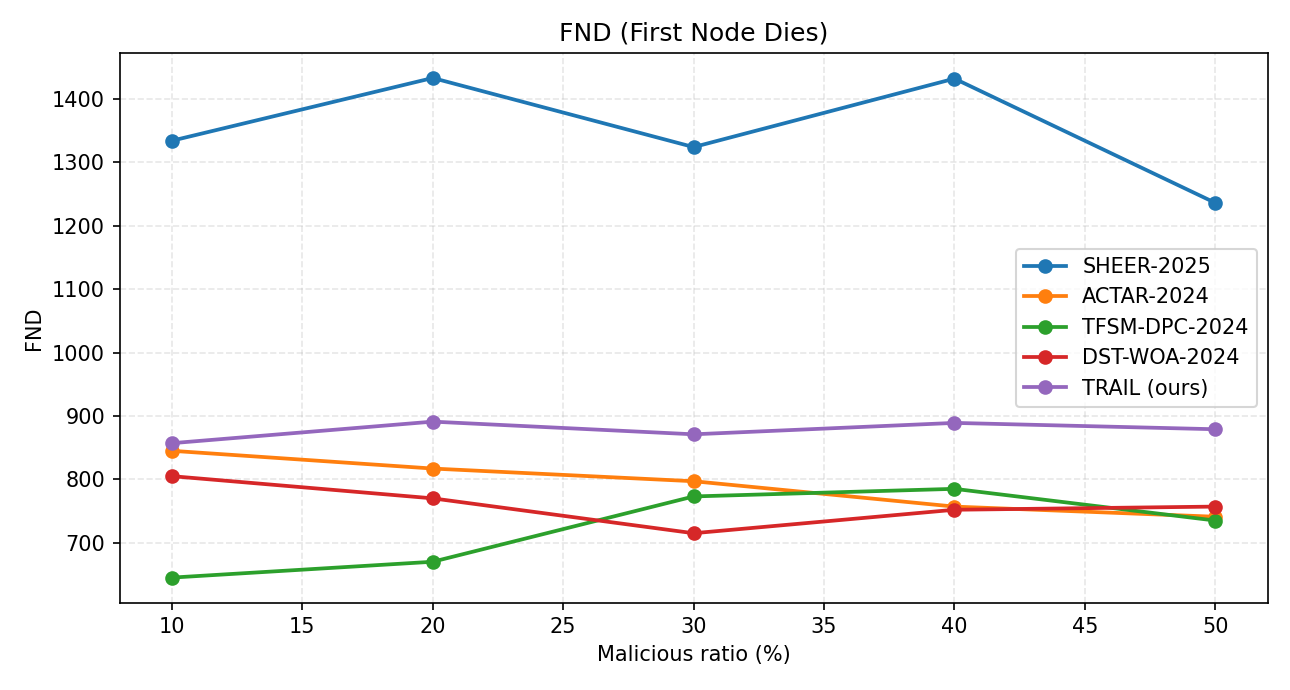 FND (First Node Dies)
1400
1300
1200
1100
1000
900
800
700
FND
SHEER-2025
ACTAR-2024
TFSM-DPC-2024
DST-WOA-2024
TRAIL (ours)
10 15 20 25 30 35 40 45 50
Malicious ratio (%)